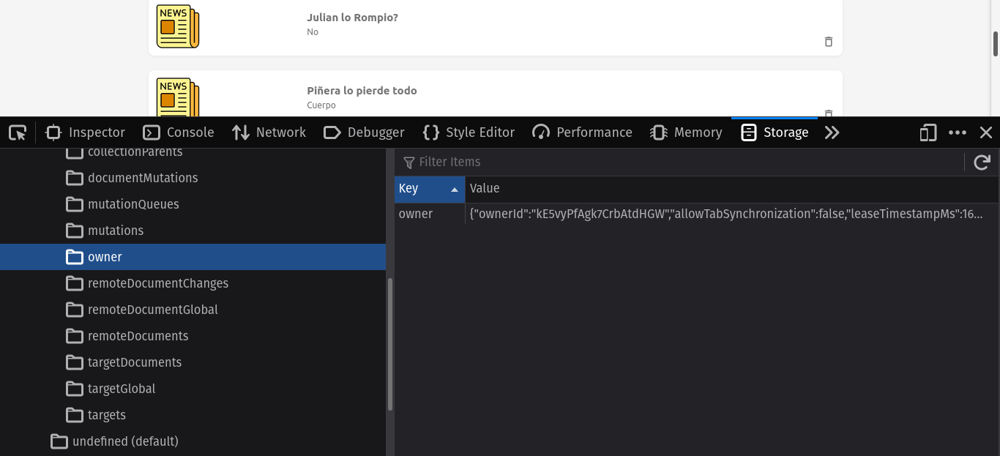 NEWS
Julian lo Rompio?
No
NEWS
Piñera lo pierde todo
Cuerpo
Inspector Console Network Debugger Style Editor Performance Memory Storage
collectionParents
documentMutations
mutationQueues
mutations
owner
remoteDocumentChanges
remoteDocumentGlobal
remoteDocuments
targetDocuments
targetGlobal
targets
undefined (default)
Filter Items
Key Value
owner {"ownerId":"kE5vyPfAgk7CrbAtdHGW","allowTabSynchronization":false,"leaseTimestampMs":16...